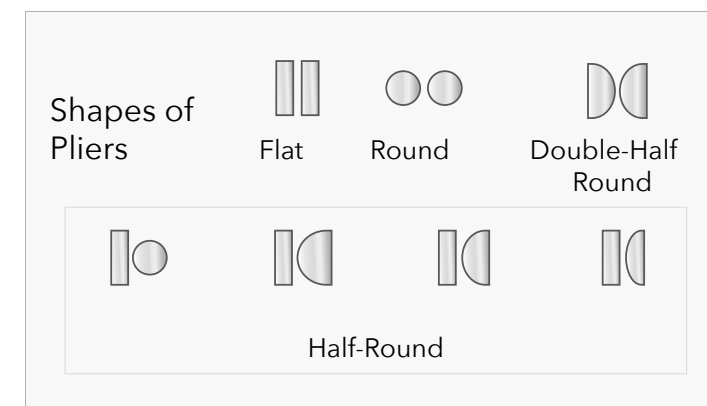 Shapes of
Pliers
Flat
Round
Double-Half
Round
Half-Round